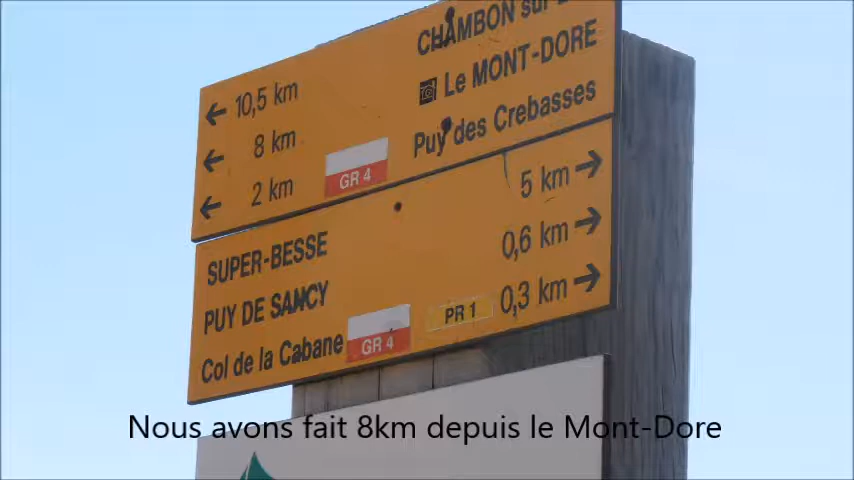 ← 10,5 km CHAMBON sur
← 8 km Le MONT-DORE
← 2 km GR 4 Puy des Crebasses
SUPER-BESSE 5 km →
PUY DE SANCY 0,6 km →
Col de la Cabane GR 4 PR 1 0,3 km →
Nous avons fait 8km depuis le Mont-Dore